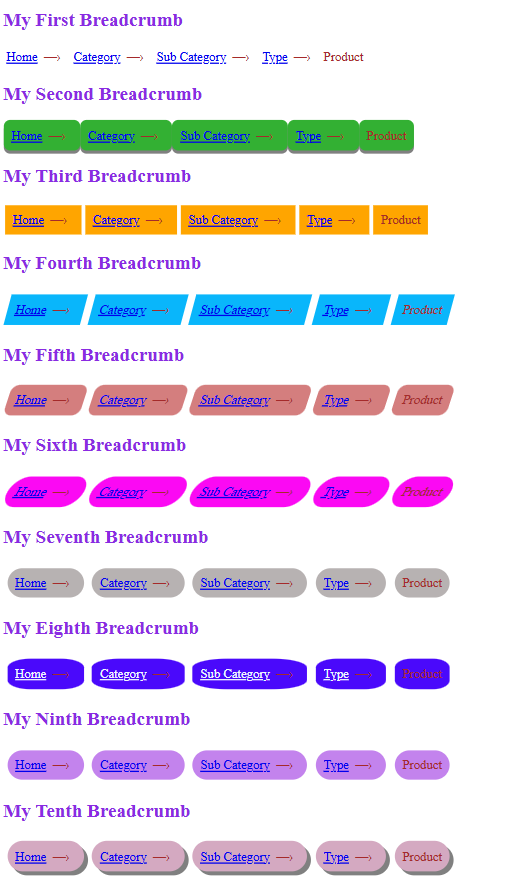 My First Breadcrumb
Home ⟶ Category ⟶ Sub Category ⟶ Type ⟶ Product
My Second Breadcrumb
Home ⟶ Category ⟶ Sub Category ⟶ Type ⟶ Product
My Third Breadcrumb
Home ⟶ Category ⟶ Sub Category ⟶ Type ⟶ Product
My Fourth Breadcrumb
Home ⟶ Category ⟶ Sub Category ⟶ Type ⟶ Product
My Fifth Breadcrumb
Home ⟶ Category ⟶ Sub Category ⟶ Type ⟶ Product
My Sixth Breadcrumb
Home ⟶ Category ⟶ Sub Category ⟶ Type ⟶ Product
My Seventh Breadcrumb
Home ⟶ Category ⟶ Sub Category ⟶ Type ⟶ Product
My Eighth Breadcrumb
Home ⟶ Category ⟶ Sub Category ⟶ Type ⟶ Product
My Ninth Breadcrumb
Home ⟶ Category ⟶ Sub Category ⟶ Type ⟶ Product
My Tenth Breadcrumb
Home ⟶ Category ⟶ Sub Category ⟶ Type ⟶ Product